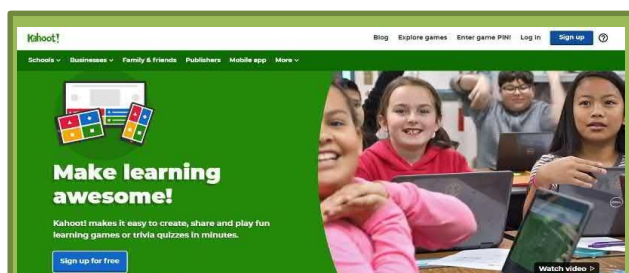 Kahoot!
Blog Explore games Enter game PIN! Log in Sign up
Schools Businesses Family & friends Publishers Mobile app More
Make learning
awesome!
Kahoot! makes it easy to create, share and play fun
learning games or trivia quizzes in minutes.
Sign up for free
Watch video